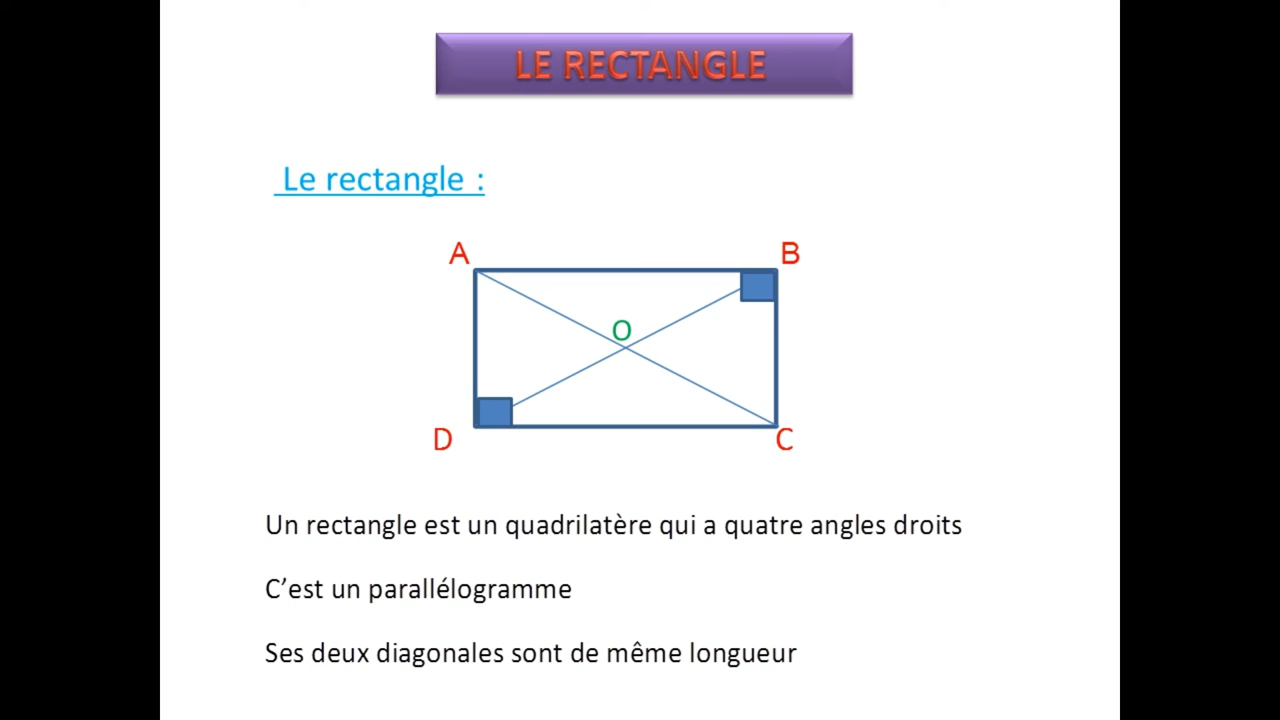 LE RECTANGLE
Le rectangle :
A
B
O
D
C
Un rectangle est un quadrilatère qui a quatre angles droits
C’est un parallélogramme
Ses deux diagonales sont de même longueur